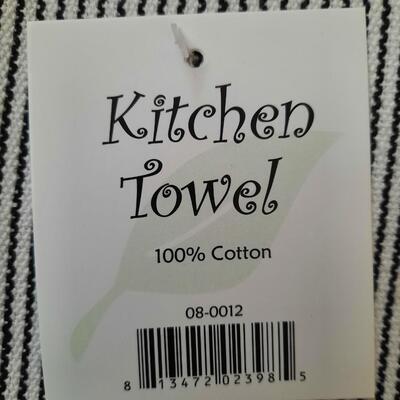 Kitchen
Towel
100% Cotton
08-0012
8 13472 02398 5